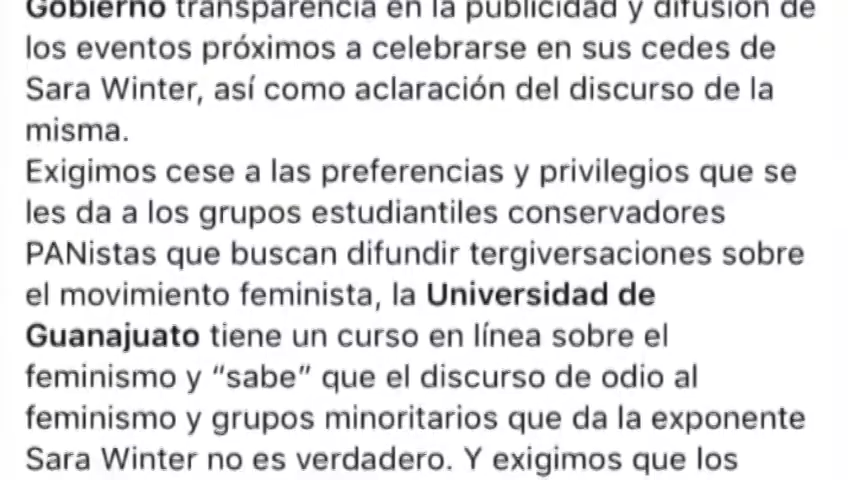 Gobierno transparencia en la publicidad y difusión de
los eventos próximos a celebrarse en sus cedes de
Sara Winter, así como aclaración del discurso de la
misma.
Exigimos cese a las preferencias y privilegios que se
les da a los grupos estudiantiles conservadores
PANistas que buscan difundir tergiversaciones sobre
el movimiento feminista, la Universidad de
Guanajuato tiene un curso en línea sobre el
feminismo y “sabe” que el discurso de odio al
feminismo y grupos minoritarios que da la exponente
Sara Winter no es verdadero. Y exigimos que los